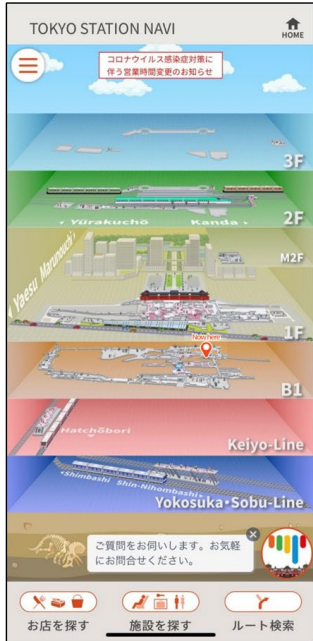 TOKYO STATION NAVI
HOME
コロナウイルス感染症対策に
伴う営業時間変更のお知らせ
3F
2F
‹ Yūrakuchō
Kanda ›
M2F
‹ Yaesu
Marunouchi ›
1F
Now here
B1
Hatchōbori
Keiyo-Line
‹Shimbashi
Shin-Nihombashi›
Yokosuka・Sobu-Line
ご質問をお伺いします。お気軽
にお問合せください。
お店を探す
施設を探す
ルート検索